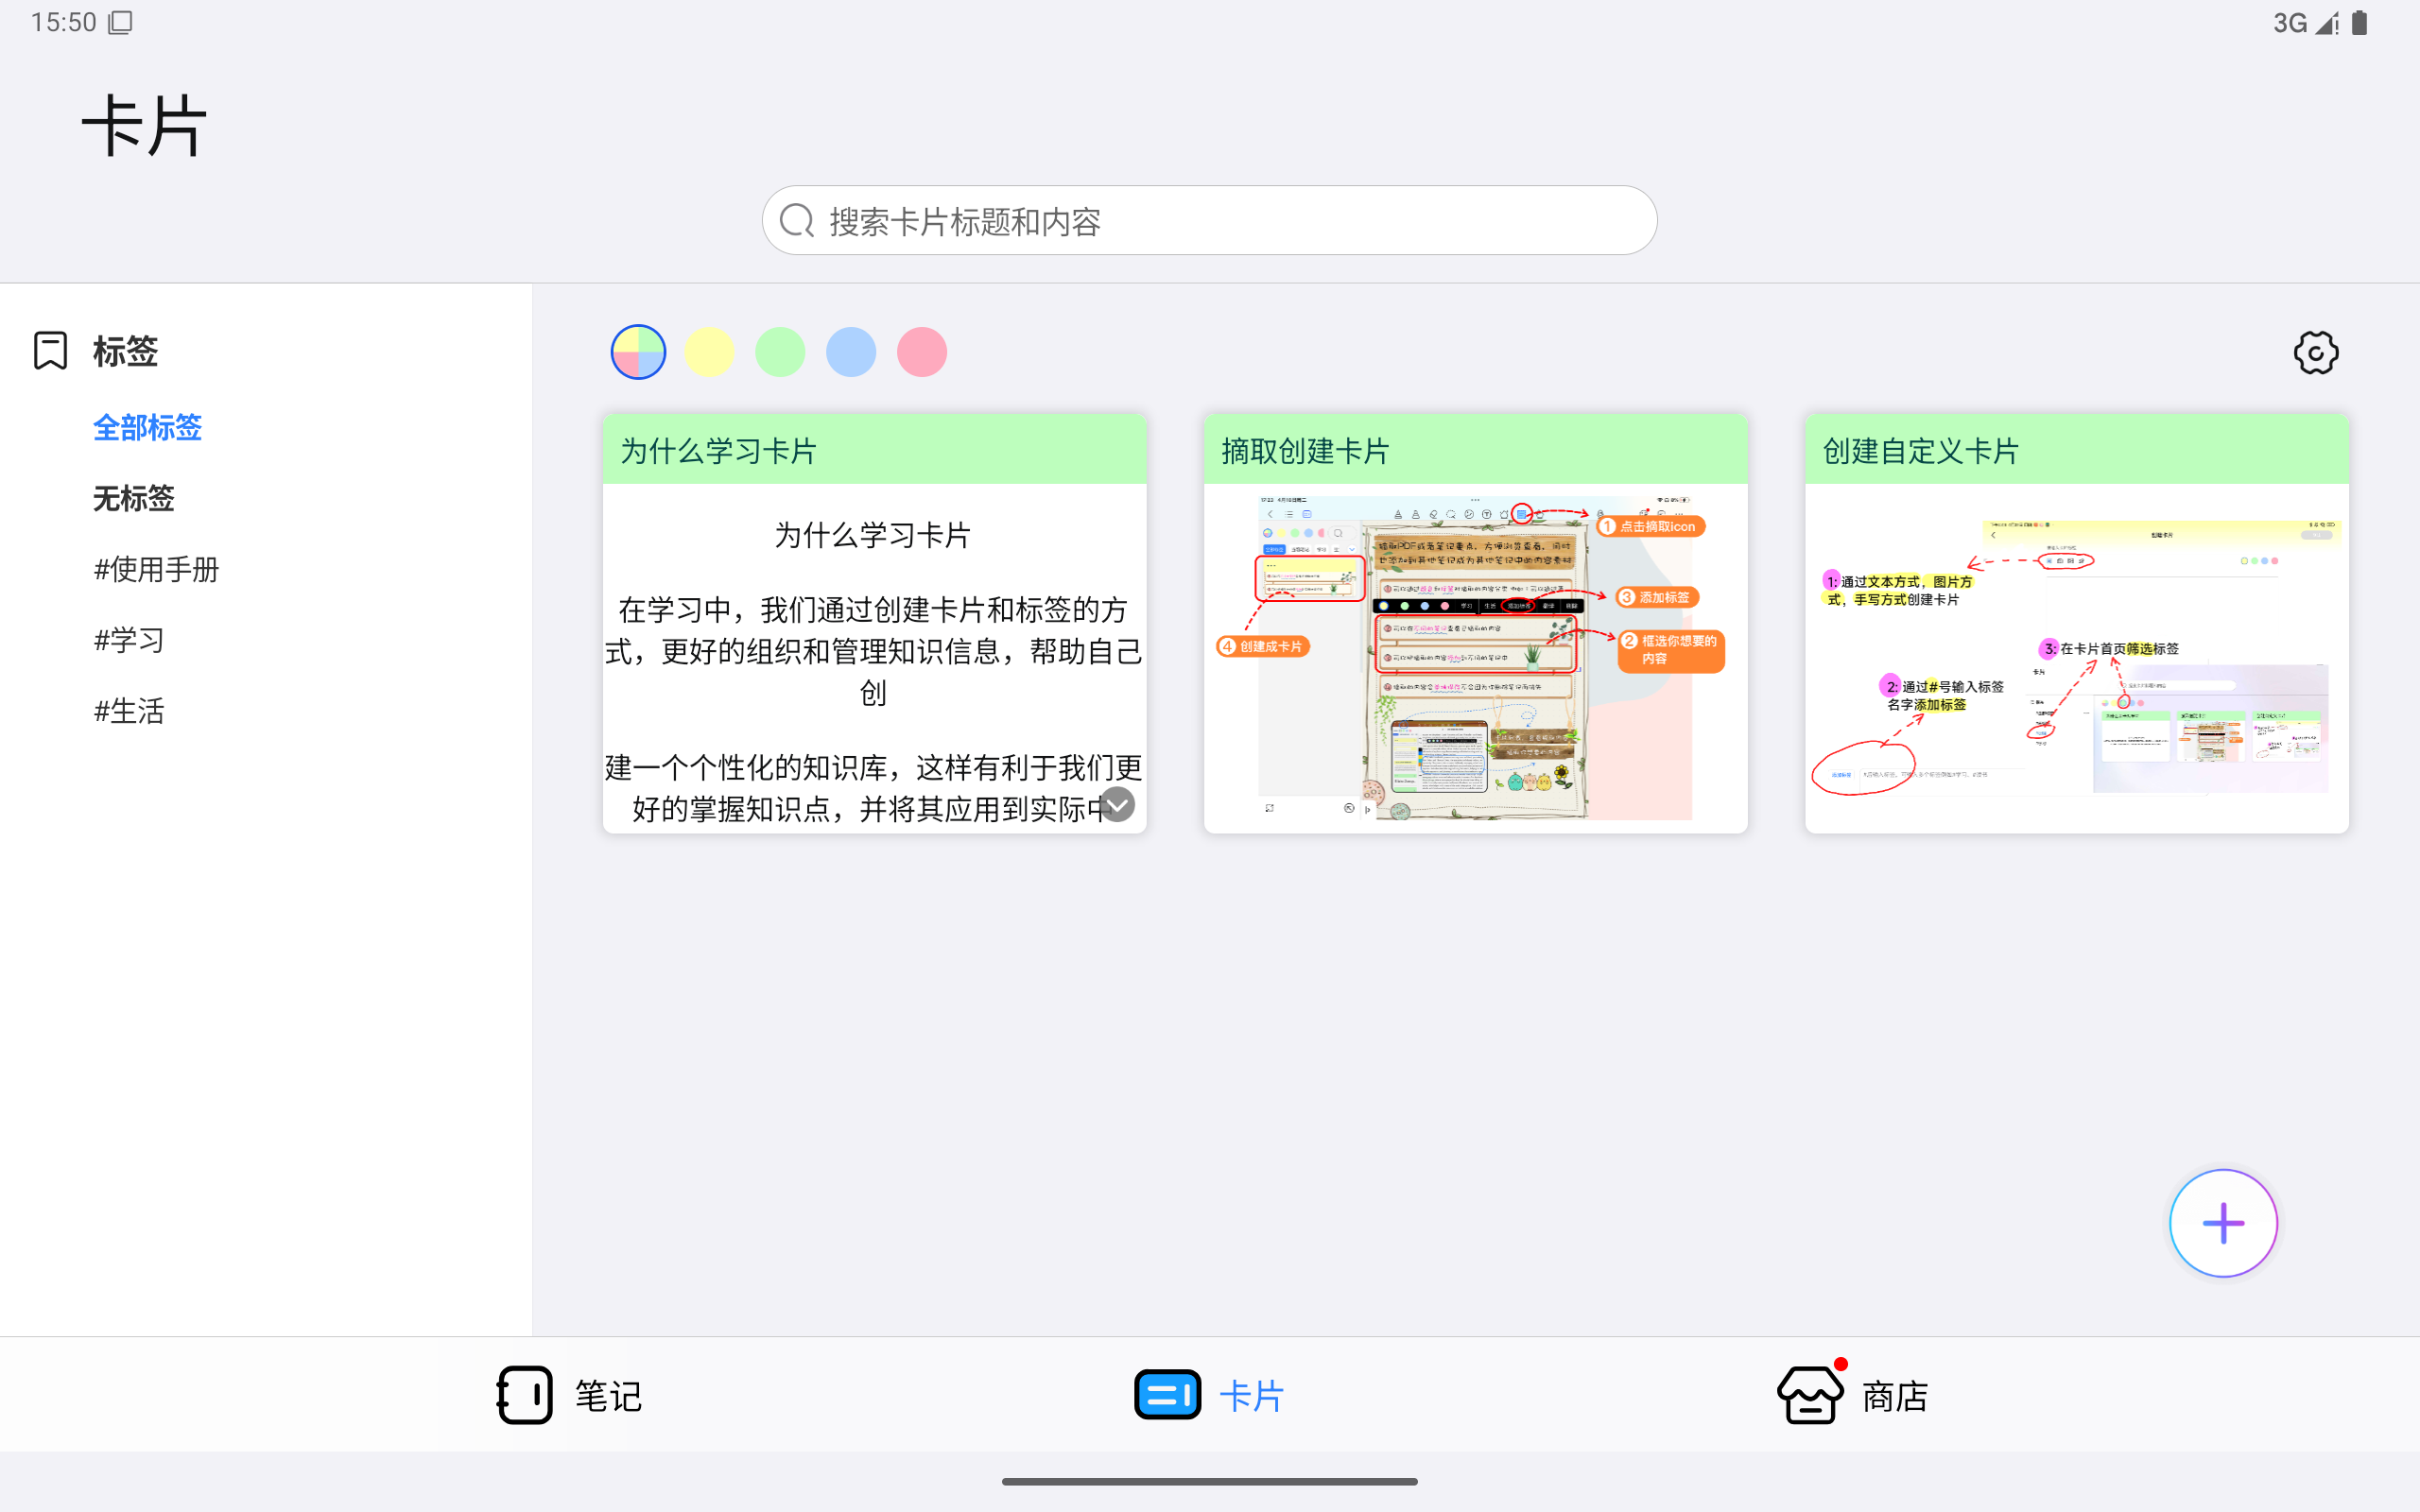 15:50
3G
卡片
搜索卡片标题和内容
标签
全部标签
无标签
#使用手册
#学习
#生活
为什么学习卡片
为什么学习卡片
在学习中，我们通过创建卡片和标签的方
式，更好的组织和管理知识信息，帮助自己
创
建一个个性化的知识库，这样有利于我们更
好的掌握知识点，并将其应用到实际中
摘取创建卡片
1 点击摘取icon
3 添加标签
2 框选你想要的
内容
4 创建成卡片
创建自定义卡片
创建卡片
1: 通过文本方式，图片方
式，手写方式创建卡片
3: 在卡片首页筛选标签
卡片
2: 通过#号输入标签
名字添加标签
笔记
卡片
商店